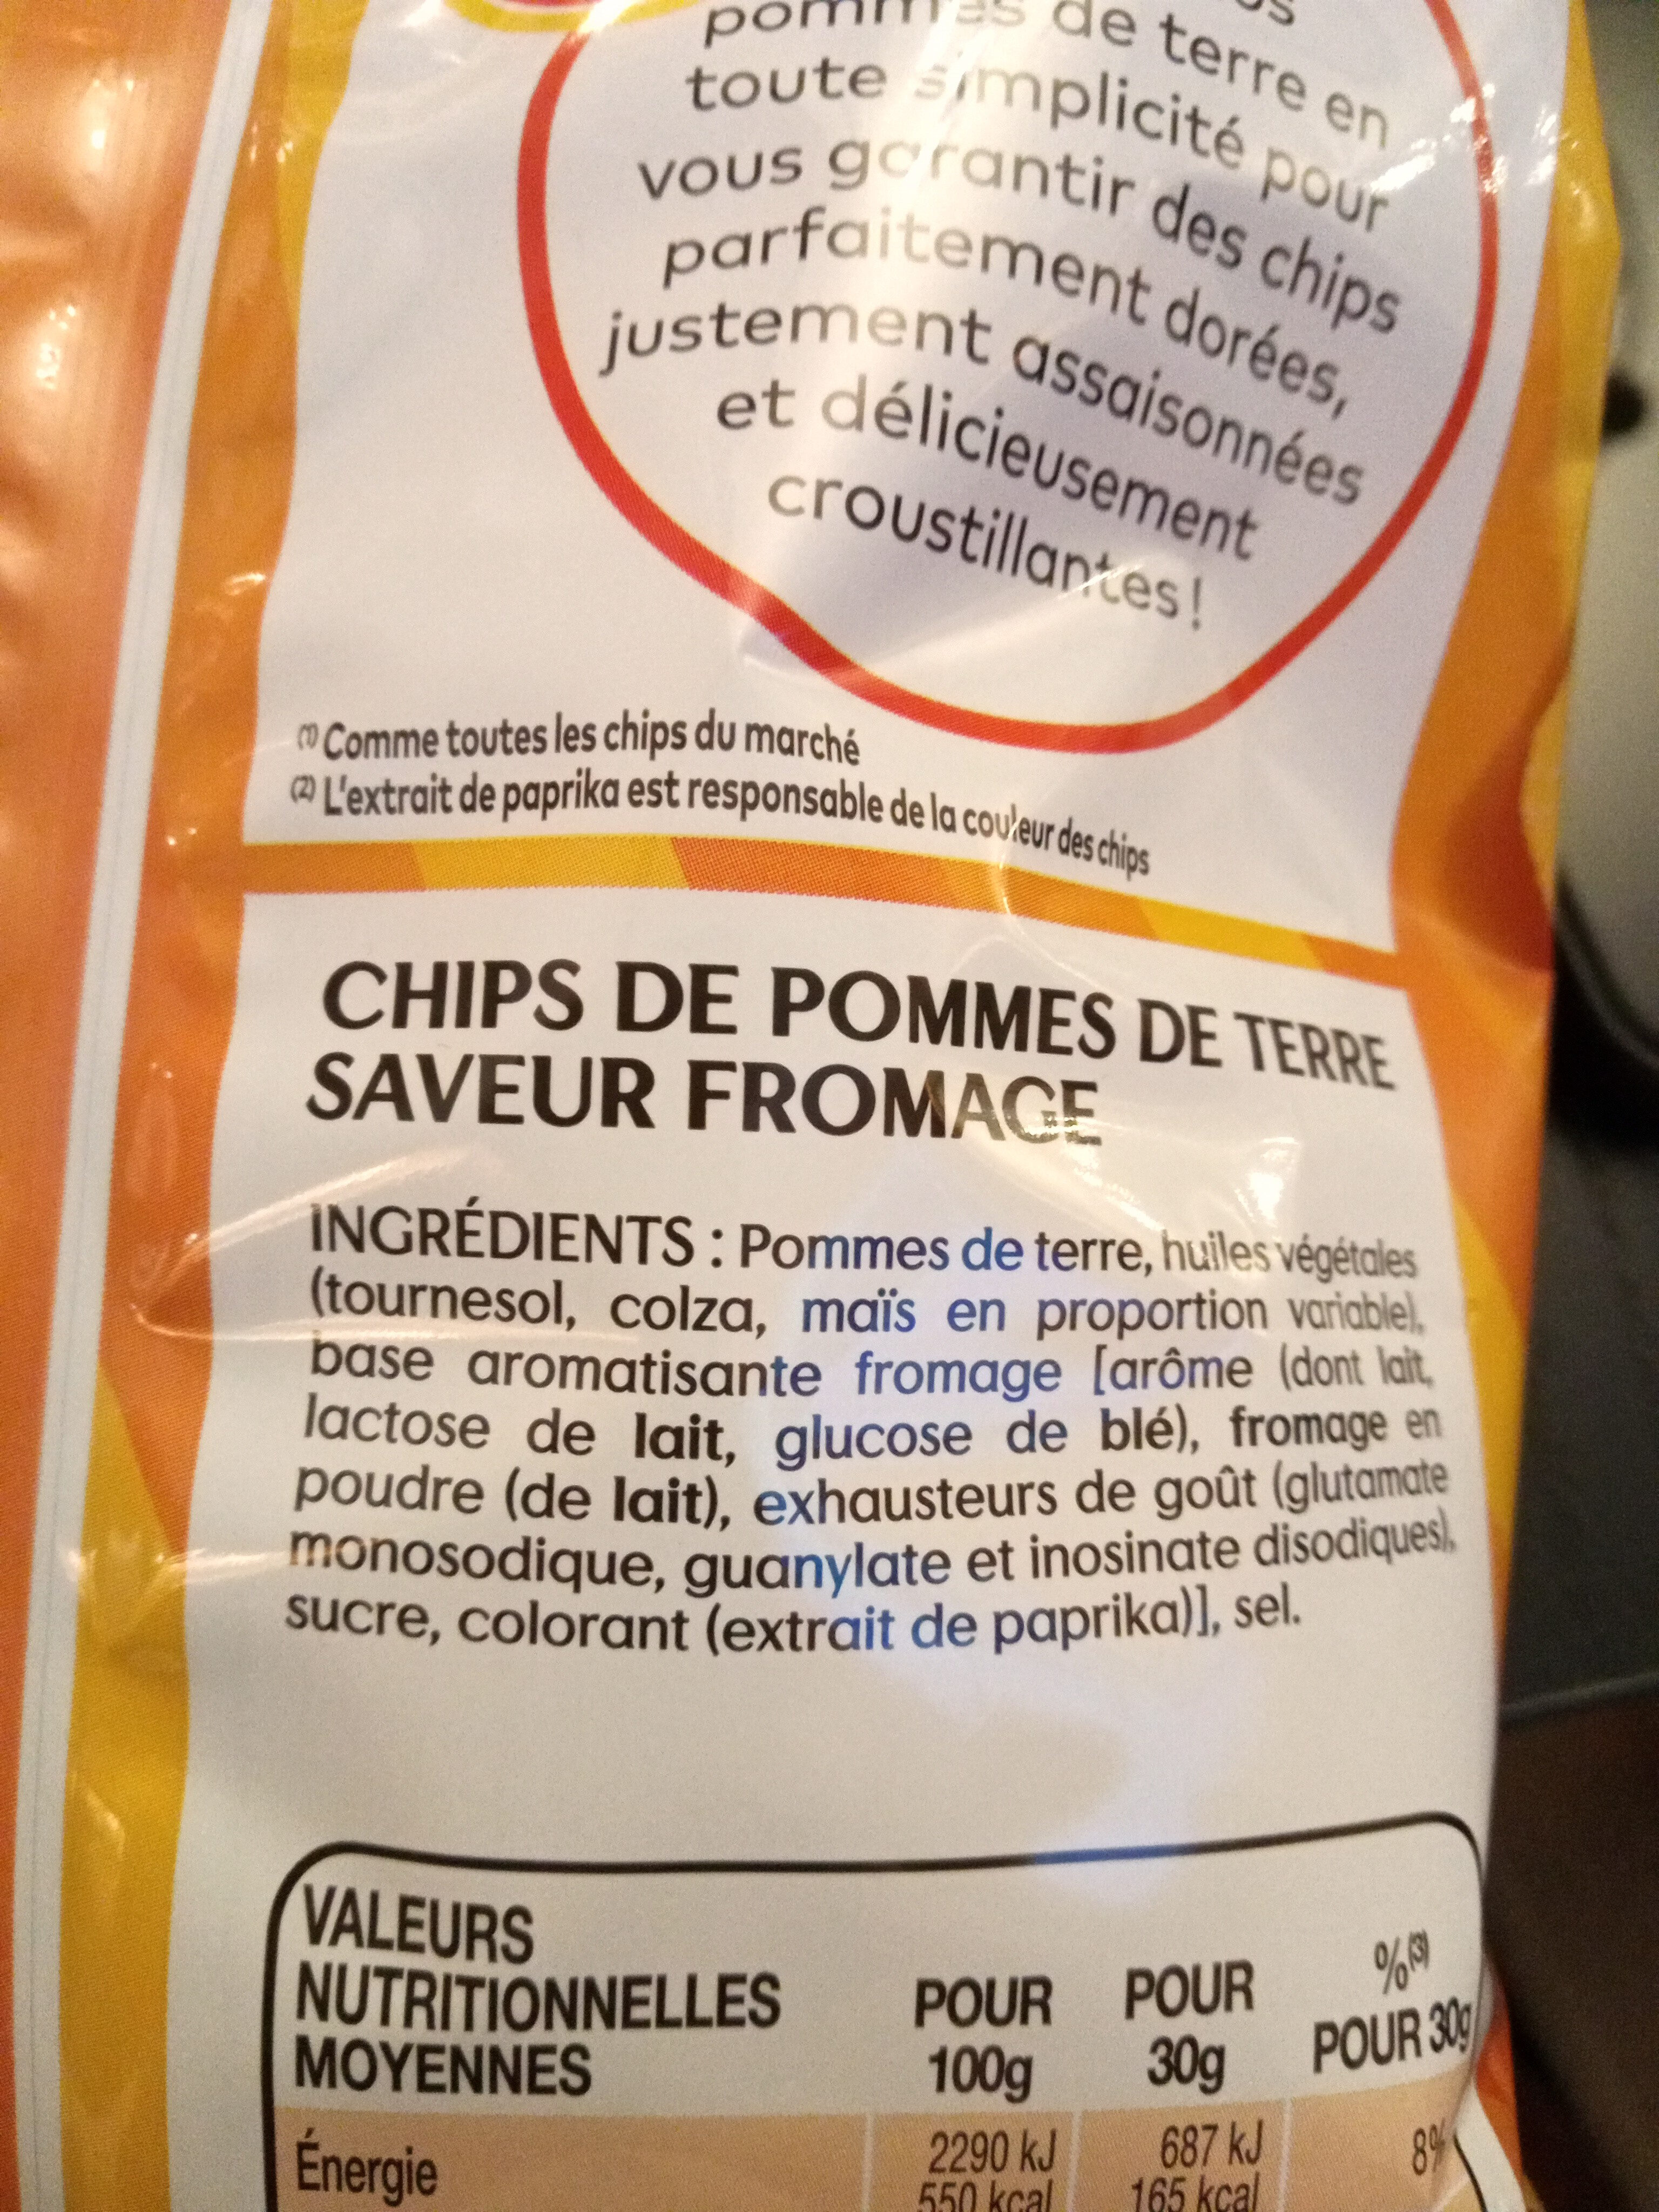 pommes de terre en
toute simplicité pour
vous garantir des chips
parfaitement dorées,
justement assaisonnées
et délicieusement
croustillantes!
(1) Comme toutes les chips du marché
(2) L'extrait de paprika est responsable de la couleur des chips
CHIPS DE POMMES DE TERRE
SAVEUR FROMAGE
INGRÉDIENTS : Pommes de terre, huiles végétales
(tournesol, colza, maïs en proportion variable),
base aromatisante fromage [arôme (dont lait,
lactose de lait, glucose de blé), fromage en
poudre (de lait), exhausteurs de goût (glutamate
monosodique, guanylate et inosinate disodiques),
sucre, colorant (extrait de paprika)], sel.
VALEURS
NUTRITIONNELLES
MOYENNES
POUR
100g
POUR
30g
%(3)
POUR 30g
Énergie
2290 kJ
550 kcal
687 kJ
165 kcal
8%